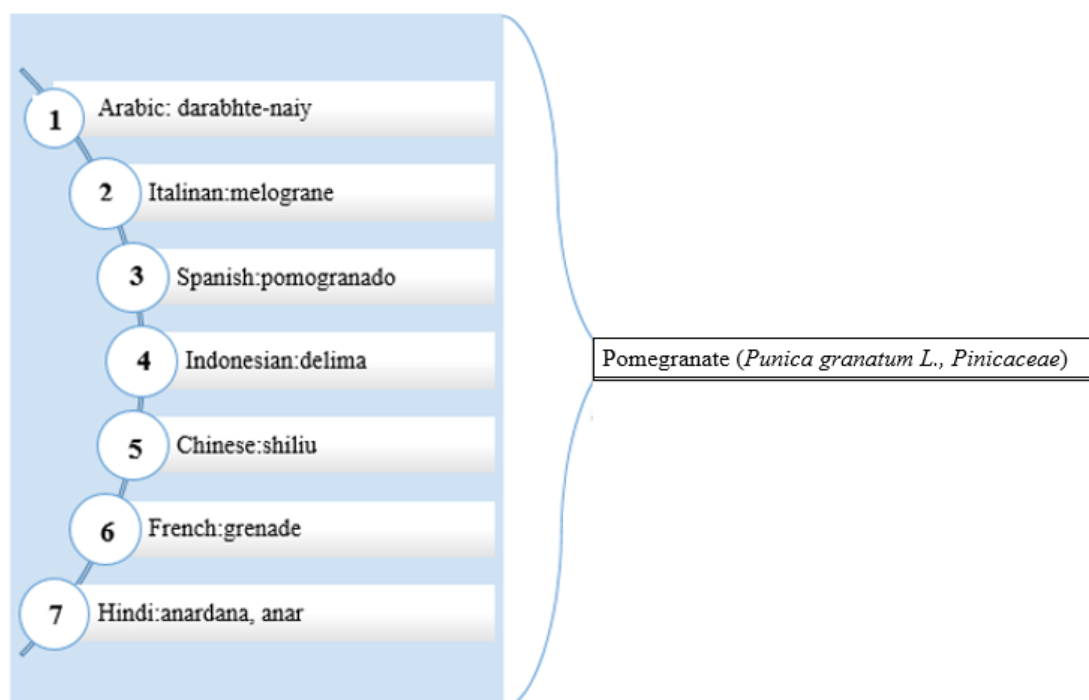 1
Arabic: darabhte-naiy
2
Italinan:melograne
3
Spanish:pomogranado
4
Indonesian:delima
5
Chinese:shiliu
6
French:grenade
7
Hindi:anardana, anar
Pomegranate (Punica granatum L., Pinicaceae)